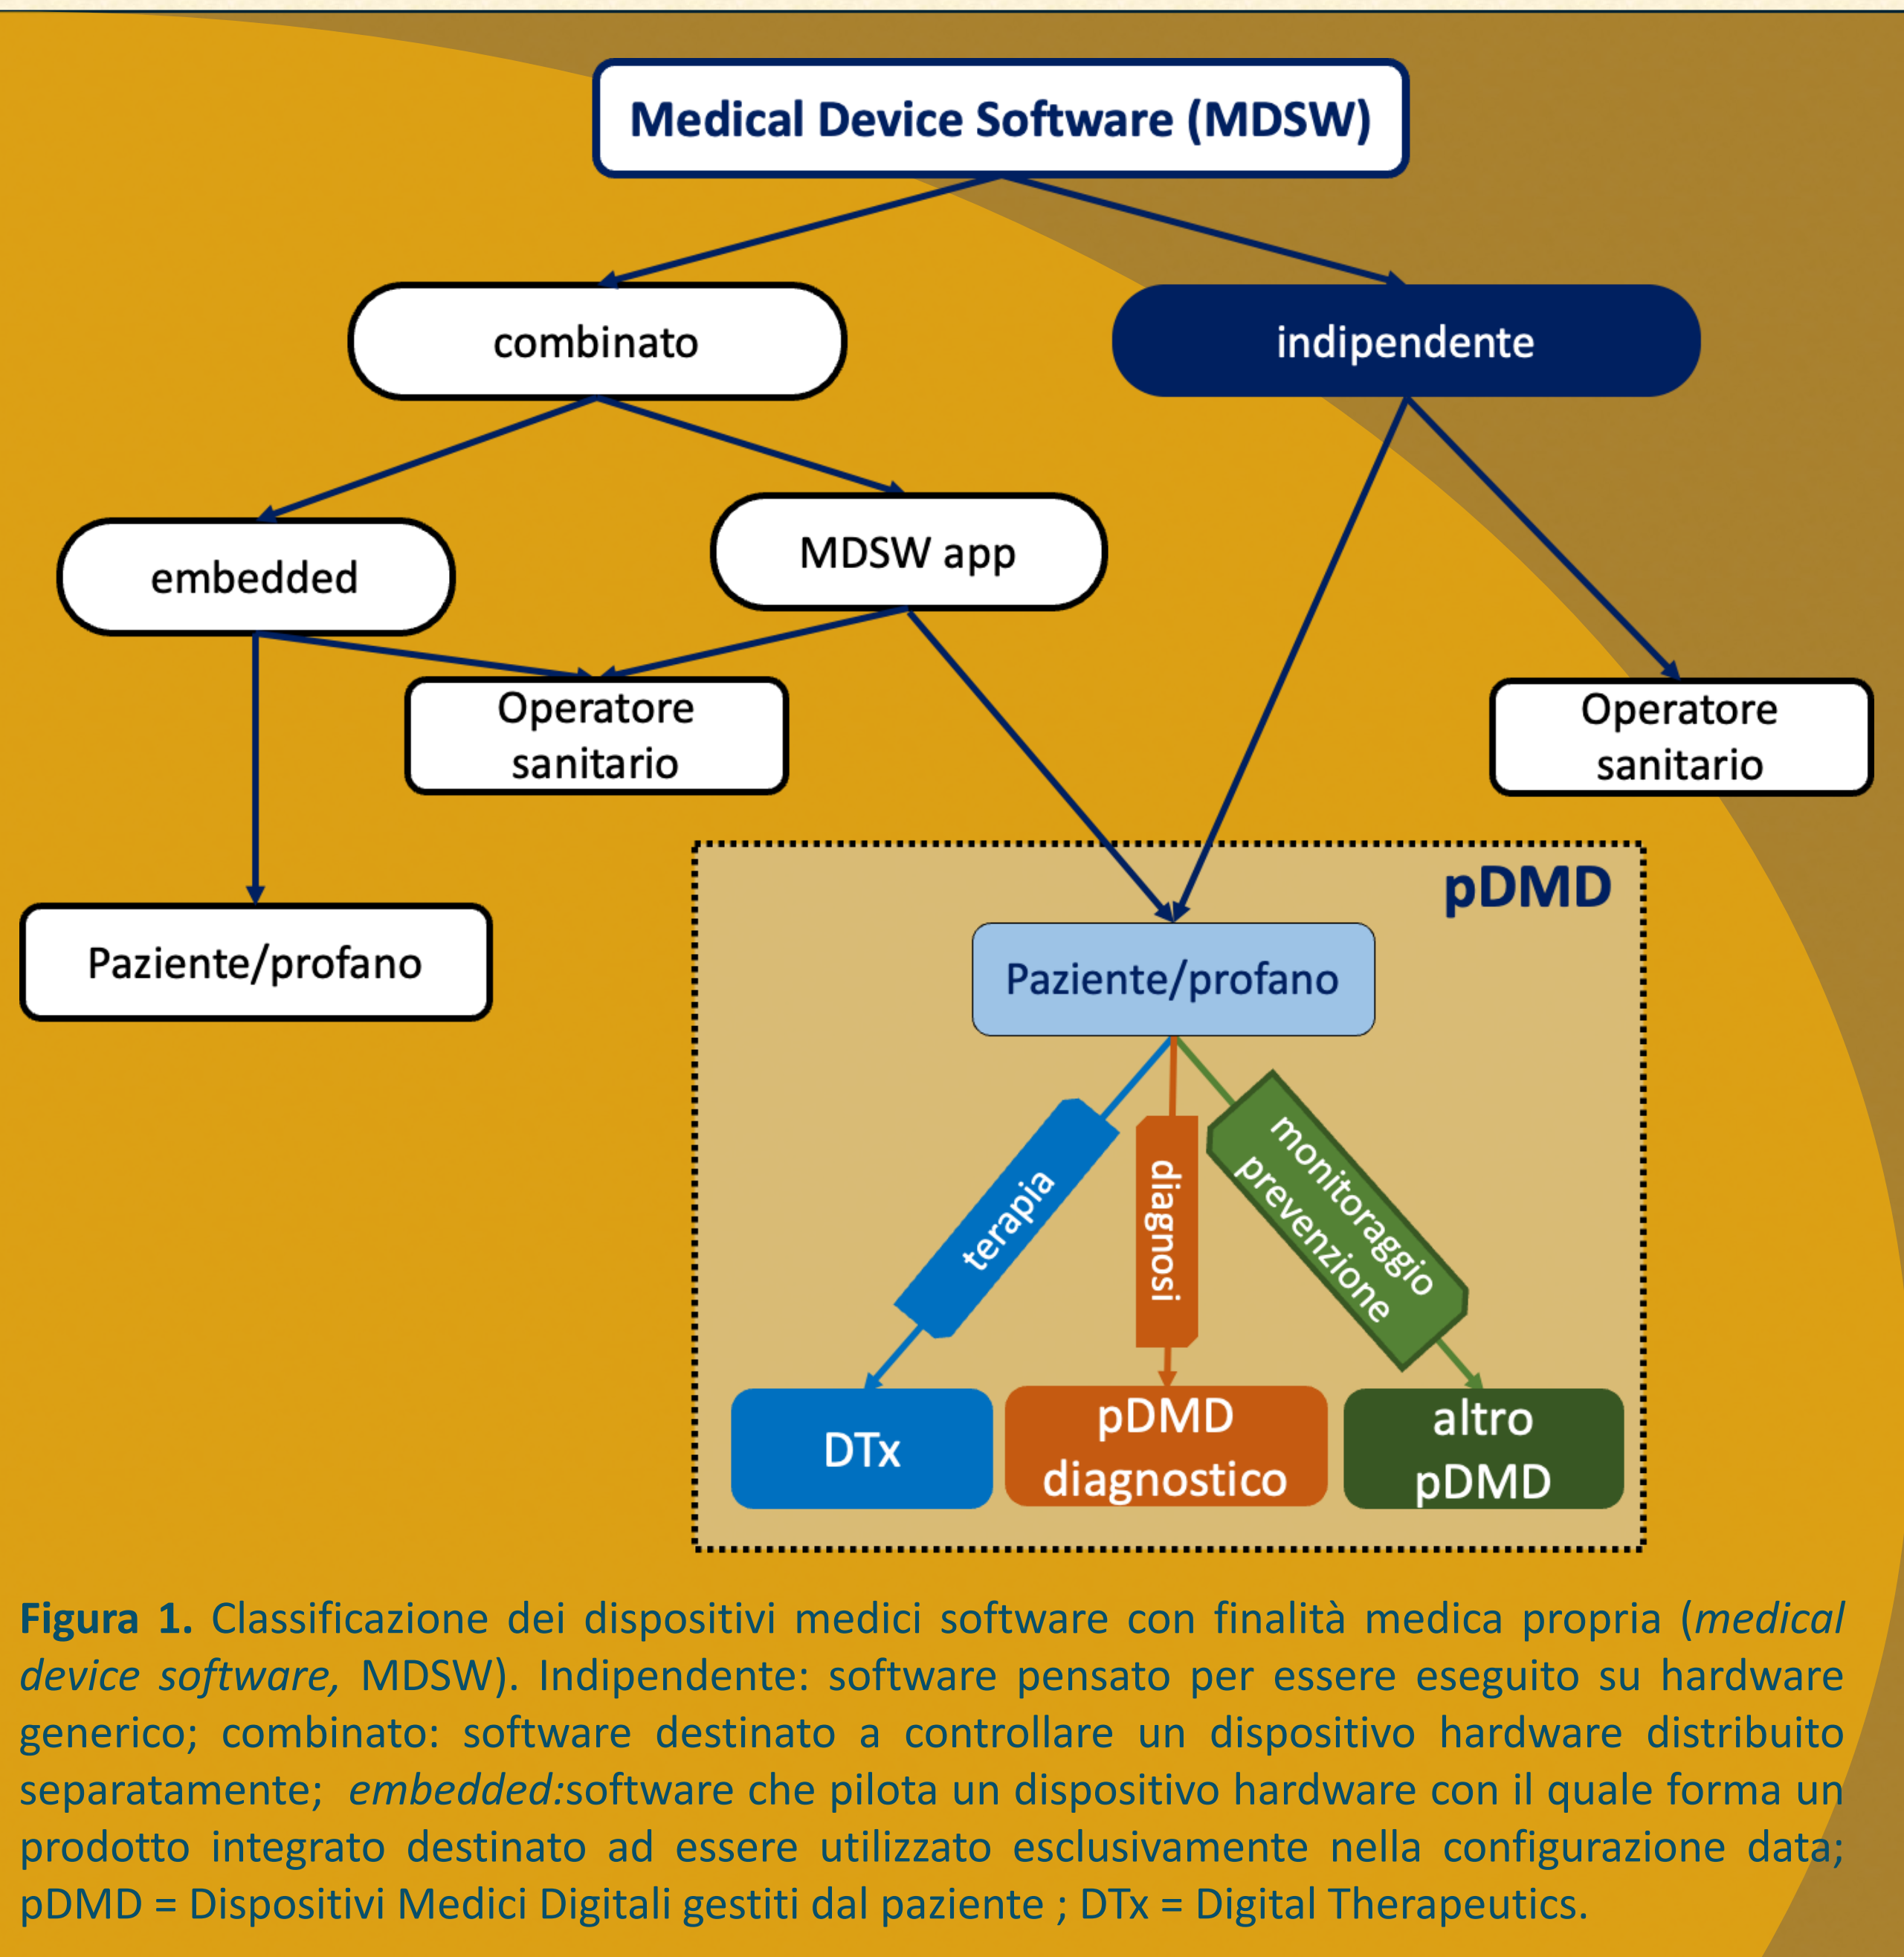 Medical Device Software (MDSW)
combinato
indipendente
embedded
MDSW app
Operatore
sanitario
Operatore
sanitario
pDMD
Paziente/profano
Paziente/profano
terapia
diagnosi
monitoraggio
prevenzione
DTx
pDMD
diagnostico
altro
pDMD
Figura 1. Classificazione dei dispositivi medici software con finalità medica propria (medical
device software, MDSW). Indipendente: software pensato per essere eseguito su hardware
generico; combinato: software destinato a controllare un dispositivo hardware distribuito
separatamente; embedded:software che pilota un dispositivo hardware con il quale forma un
prodotto integrato destinato ad essere utilizzato esclusivamente nella configurazione data;
pDMD = Dispositivi Medici Digitali gestiti dal paziente ; DTx = Digital Therapeutics.